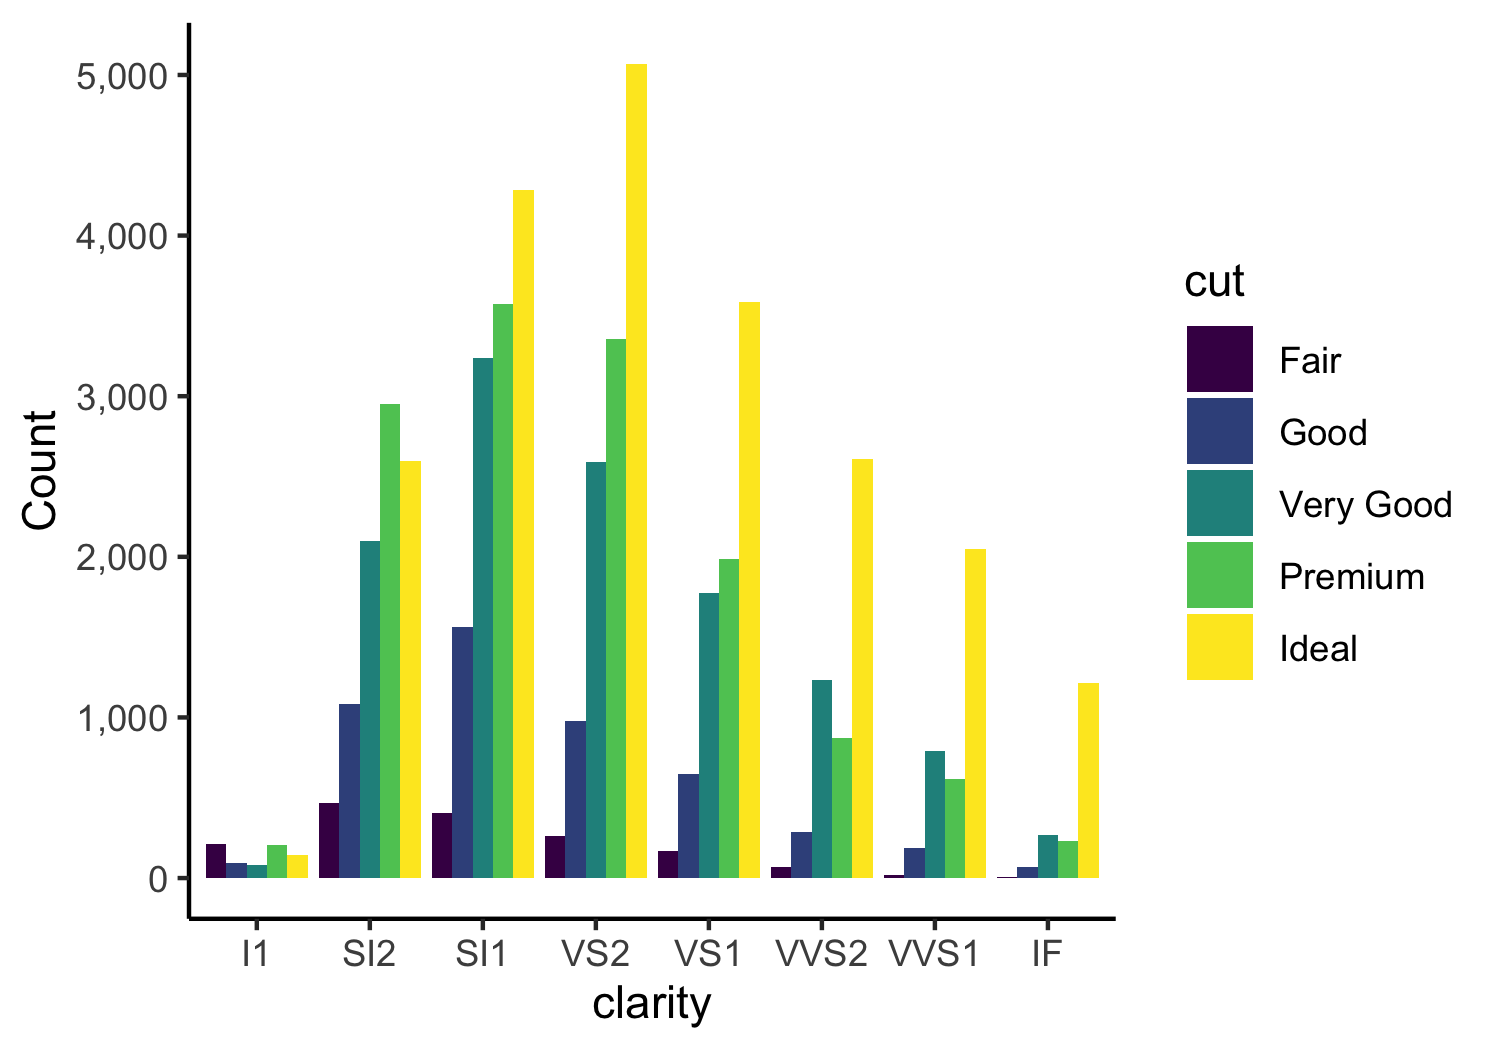 5,000
4,000
3,000
2,000
1,000
0
Count
I1 SI2 SI1 VS2 VS1 VVS2 VVS1 IF
clarity
cut
Fair
Good
Very Good
Premium
Ideal